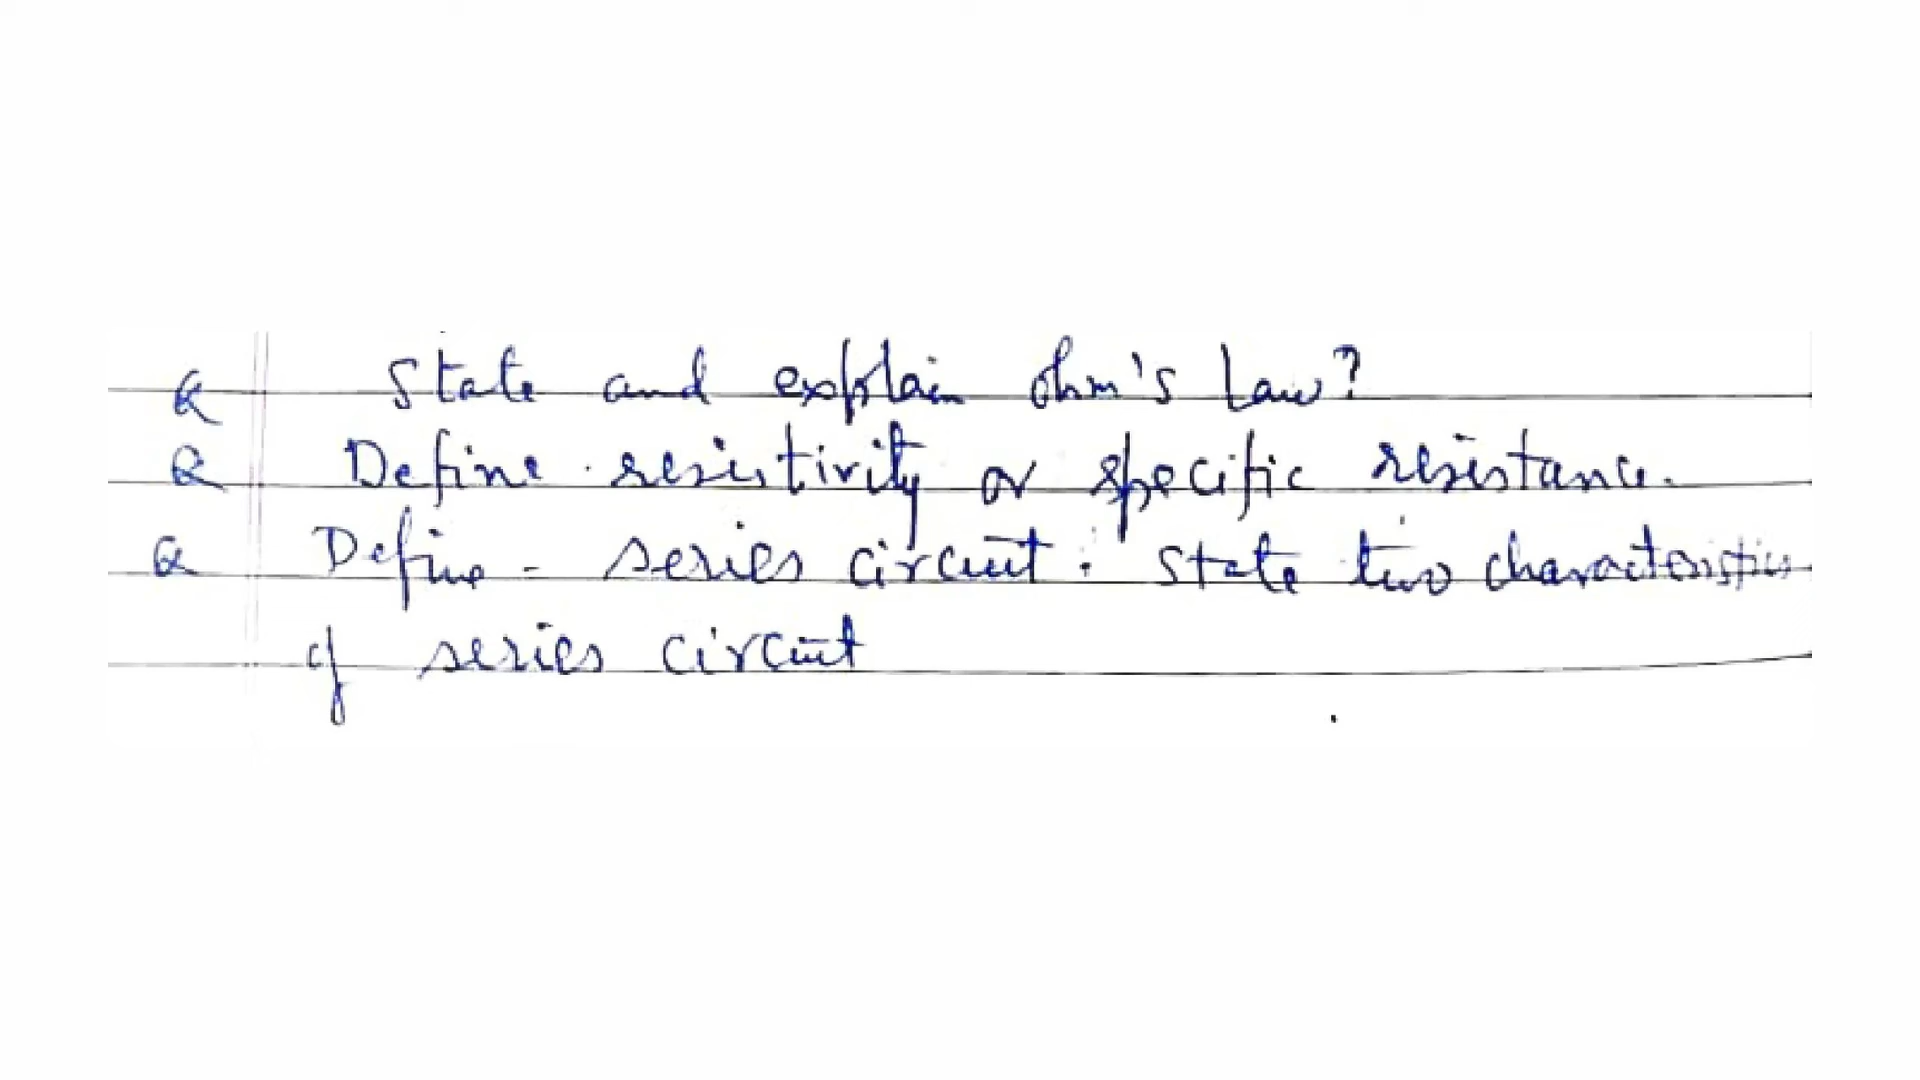 Q State and explain ohm's Law?
Q Define resistivity or specific resistance.
Q Define - series circuit. State two characteristics
of series circuit